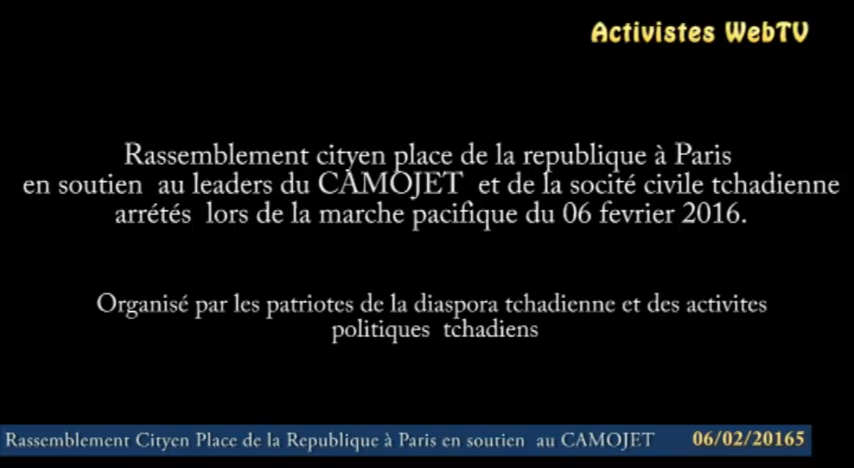 Activistes WebTV
Rassemblement cityen place de la republique à Paris
en soutien au leaders du CAMOJET et de la socité civile tchadienne
arrétés lors de la marche pacifique du 06 fevrier 2016.
Organisé par les patriotes de la diaspora tchadienne et des activites
politiques tchadiens
Rassemblement Cityen Place de la Republique à Paris en soutien au CAMOJET 06/02/20165